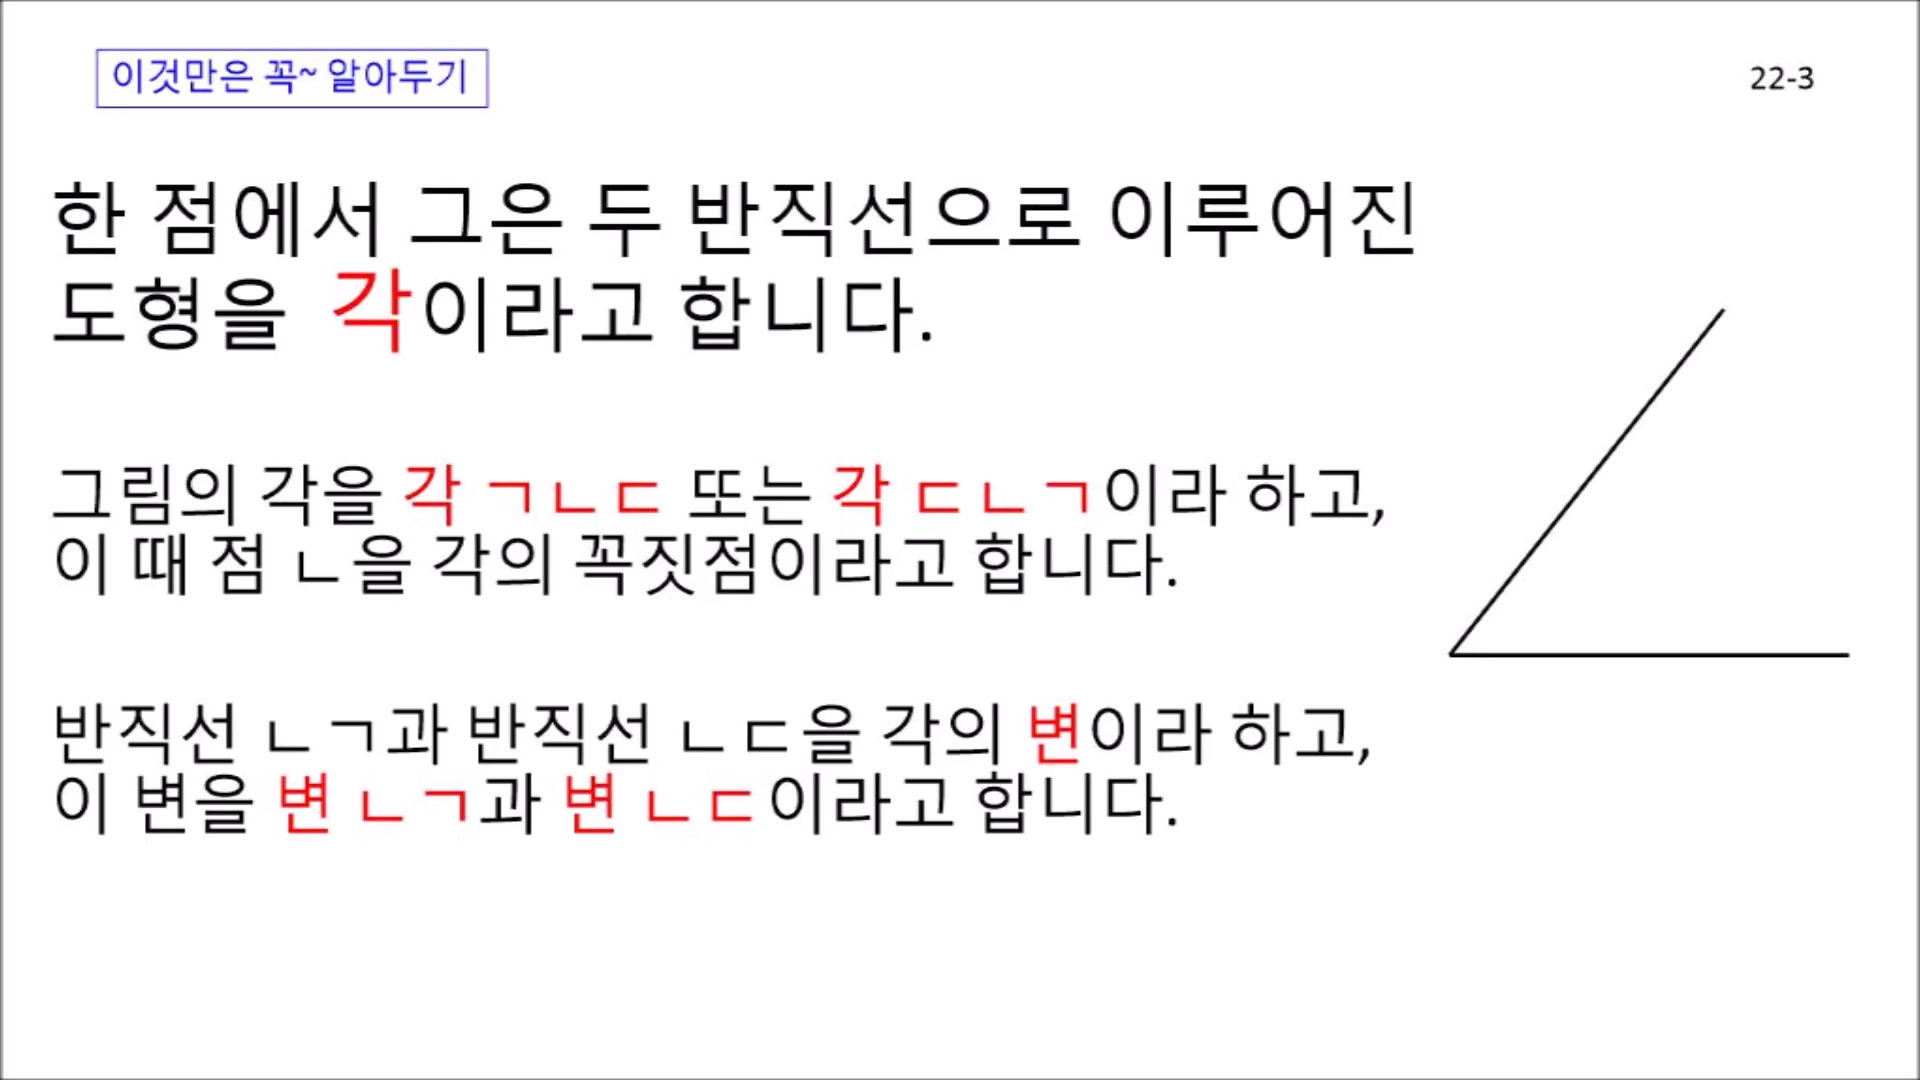 이것만은 꼭~ 알아두기
22-3
한 점에서 그은 두 반직선으로 이루어진
도형을 각이라고 합니다.
그림의 각을 각 ㄱㄴㄷ 또는 각 ㄷㄴㄱ이라 하고,
이 때 점 ㄴ을 각의 꼭짓점이라고 합니다.
반직선 ㄴㄱ과 반직선 ㄴㄷ을 각의 변이라 하고,
이 변을 변 ㄴㄱ과 변 ㄴㄷ이라고 합니다.